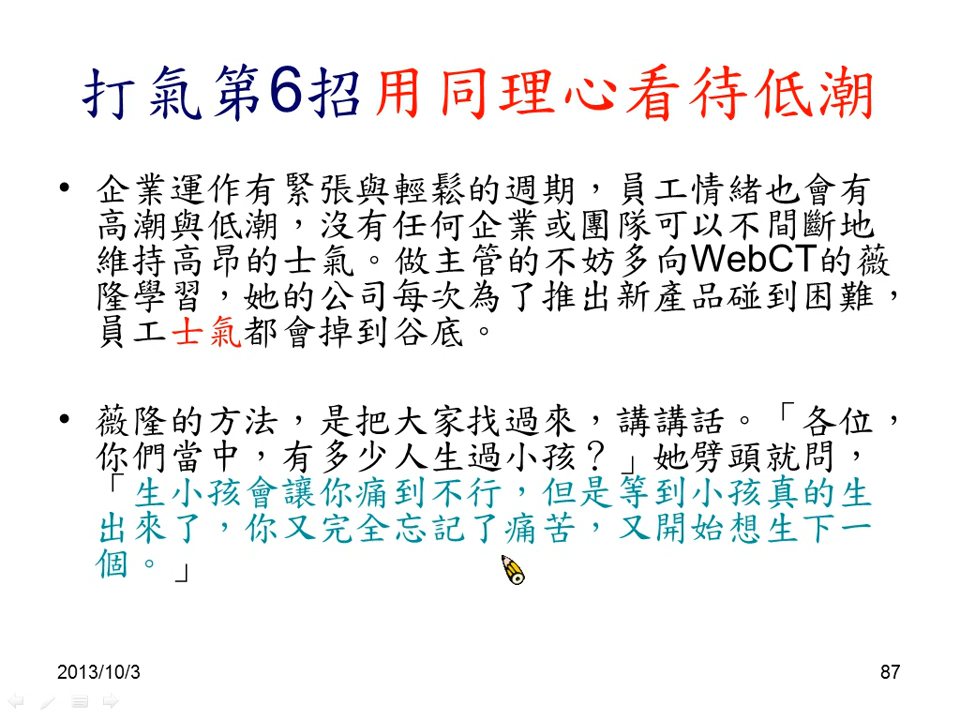 打氣第6招用同理心看待低潮
• 企業運作有緊張與輕鬆的週期，員工情緒也會有
高潮與低潮，沒有任何企業或團隊可以不間斷地
維持高昂的士氣。做主管的不妨多向WebCT的薇
隆學習，她的公司每次為了推出新產品碰到困難，
員工士氣都會掉到谷底。
• 薇隆的方法，是把大家找過來，講講話。「各位，
你們當中，有多少人生過小孩？」她劈頭就問，
「生小孩會讓你痛到不行，但是等到小孩真的生
出來了，你又完全忘記了痛苦，又開始想生下一
個。」
2013/10/3
87